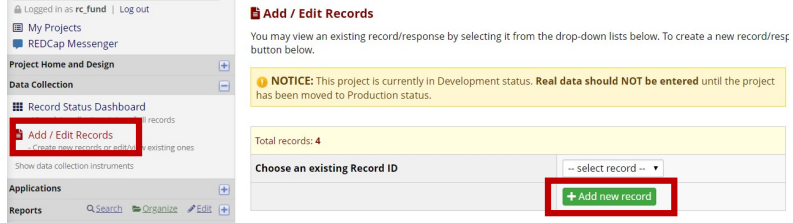 Logged in as rc_fund | Log out
My Projects
REDCap Messenger
Project Home and Design
Data Collection
Record Status Dashboard
records
Add / Edit Records
- Create new records or edit/view existing ones
Show data collection instruments
Applications
Reports Search Organize Edit
Add / Edit Records
You may view an existing record/response by selecting it from the drop-down lists below. To create a new record/resp
button below.
NOTICE: This project is currently in Development status. Real data should NOT be entered until the project
has been moved to Production status.
Total records: 4
Choose an existing Record ID -- select record --
+ Add new record